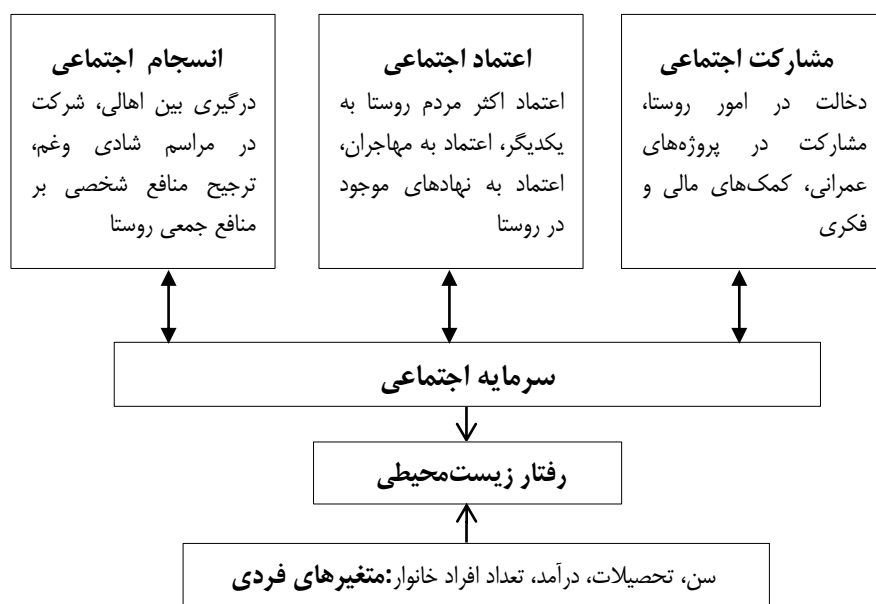 مشارکت اجتماعی
دخالت در امور روستا،
مشارکت در پروژه‌های
عمرانی، کمک‌های مالی و
فکری
اعتماد اجتماعی
اعتماد اکثر مردم روستا به
یکدیگر، اعتماد به مهاجران،
اعتماد به نهادهای موجود
در روستا
انسجام اجتماعی
درگیری بین اهالی، شرکت
در مراسم شادی وغم،
ترجیح منافع شخصی بر
منافع جمعی روستا
سرمایه اجتماعی
رفتار زیست‌محیطی
سن، تحصیلات، درآمد، تعداد افراد خانوار:متغیرهای فردی